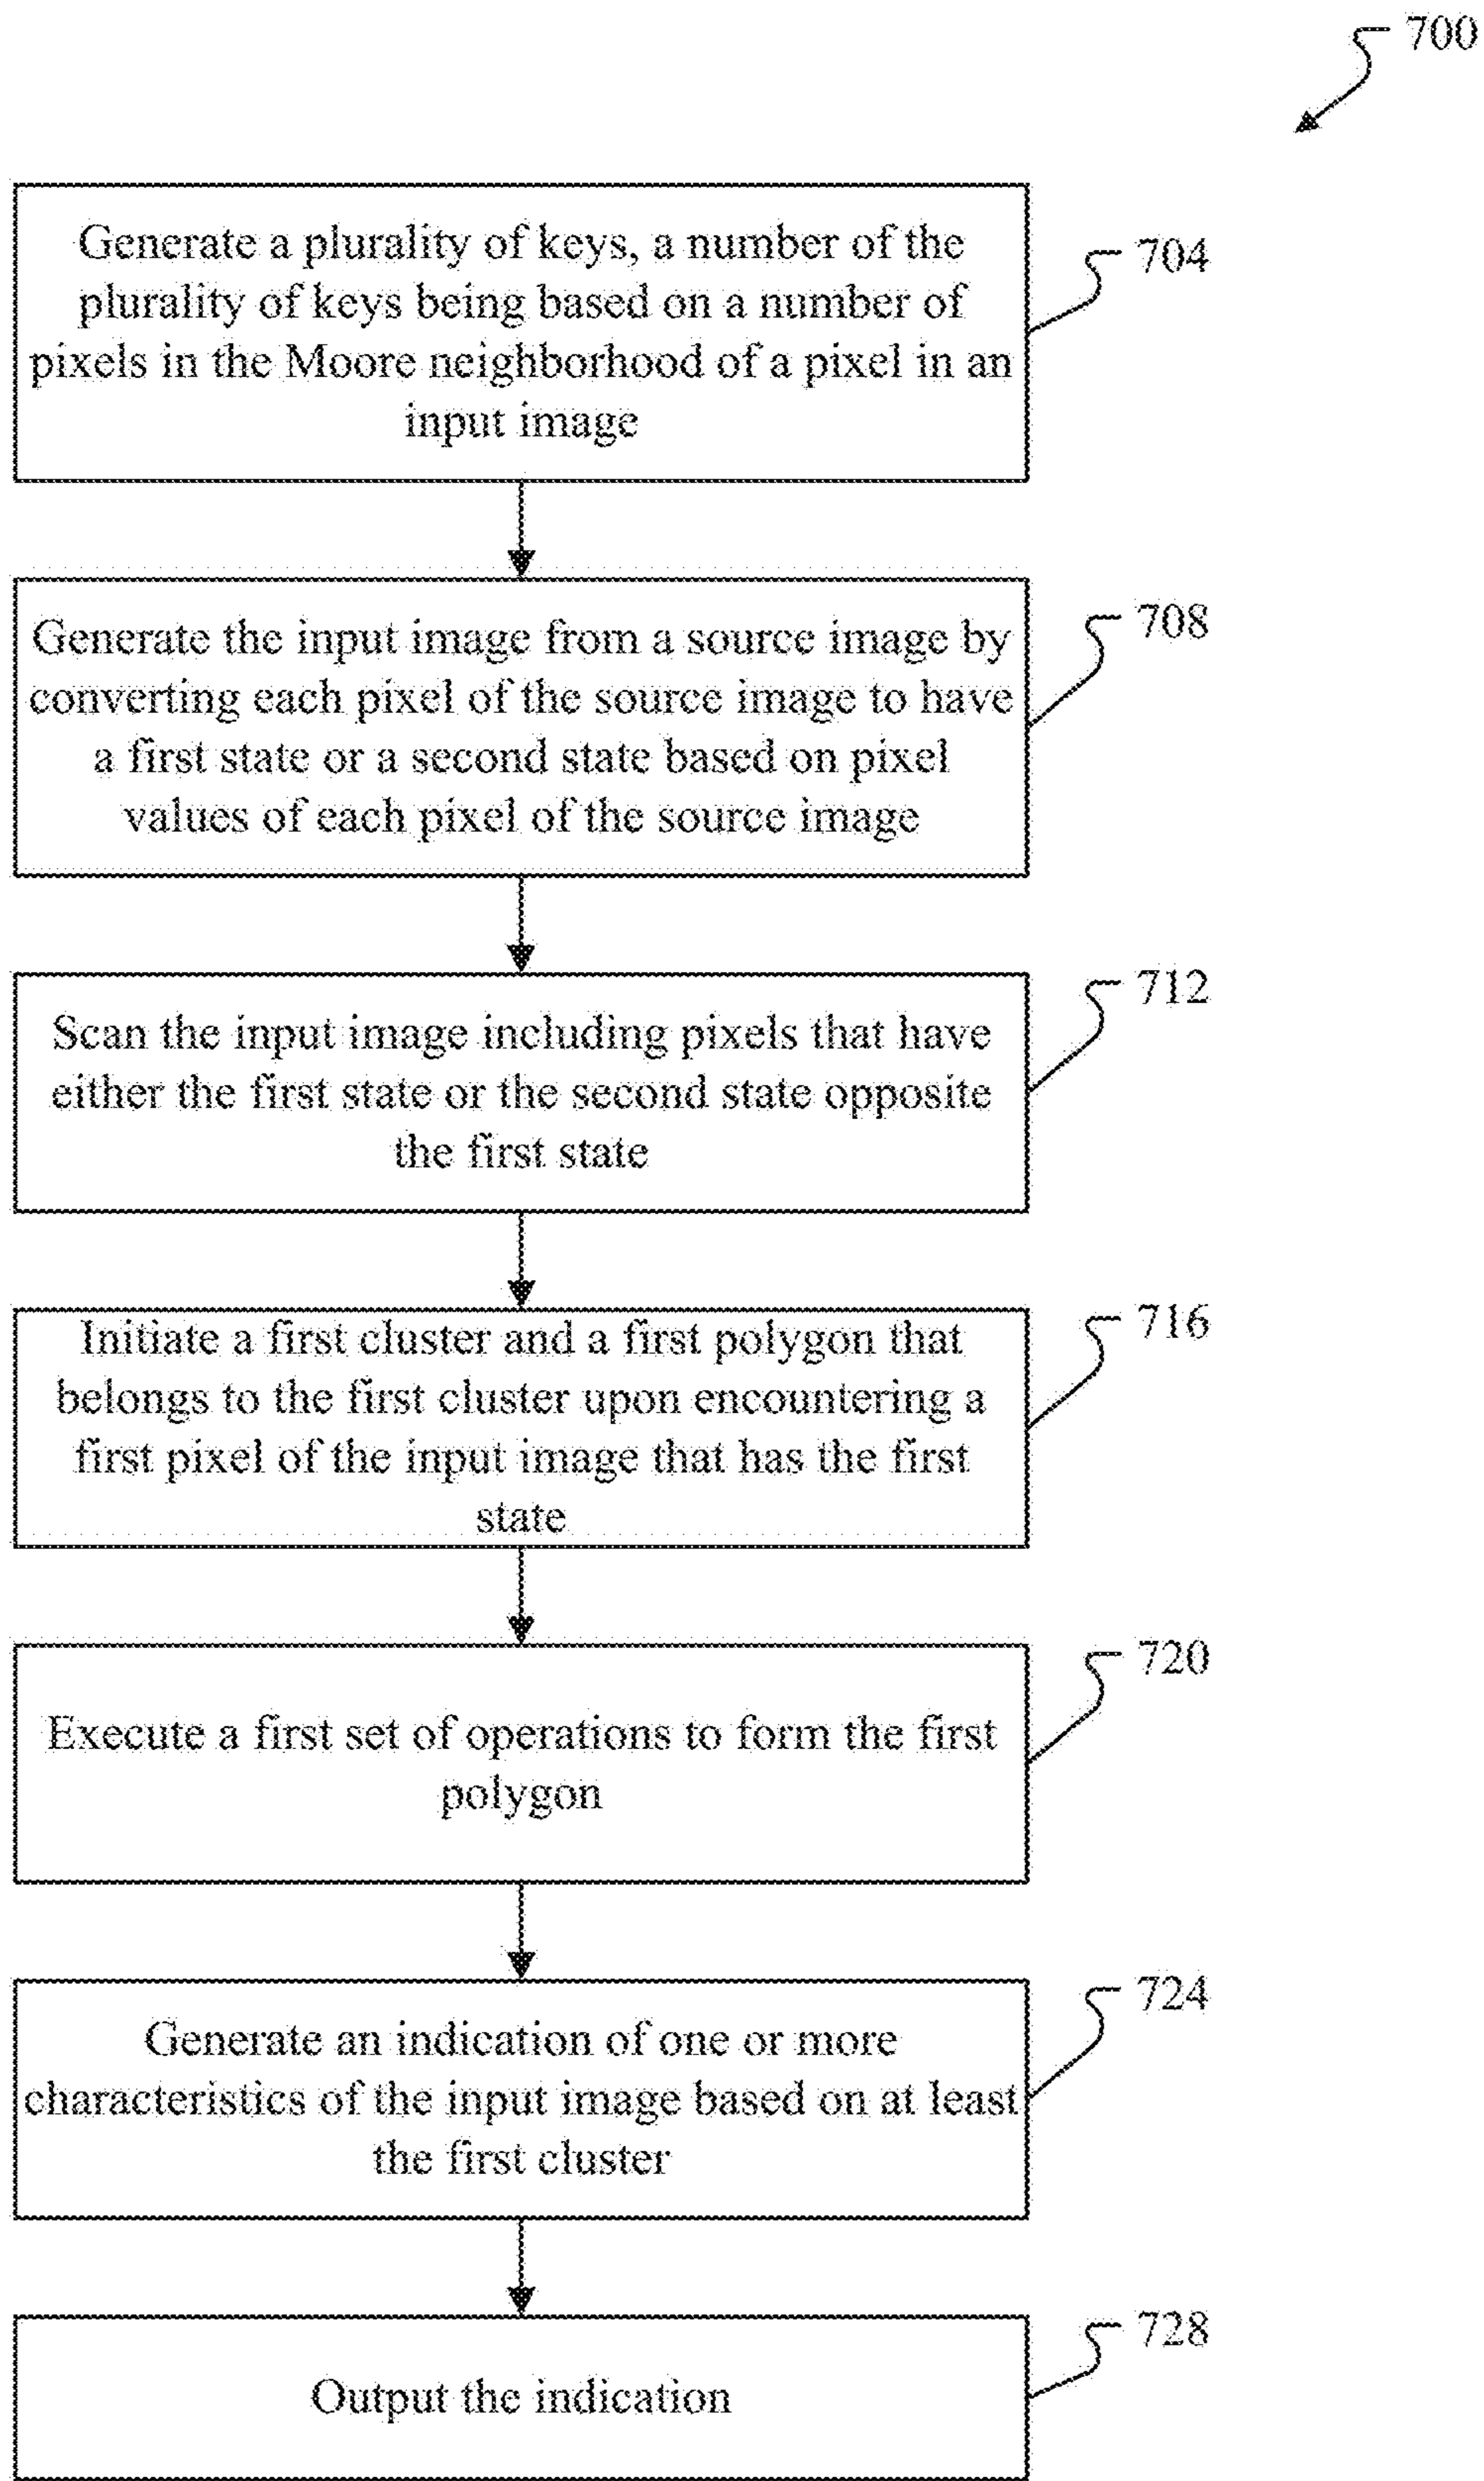 700
Generate a plurality of keys, a number of the
plurality of keys being based on a number of
pixels in the Moore neighborhood of a pixel in an
input image
704
Generate the input image from a source image by
converting each pixel of the source image to have
a first state or a second state based on pixel
values of each pixel of the source image
708
Scan the input image including pixels that have
either the first state or the second state opposite
the first state
712
Initiate a first cluster and a first polygon that
belongs to the first cluster upon encountering a
first pixel of the input image that has the first
state
716
Execute a first set of operations to form the first
polygon
720
Generate an indication of one or more
characteristics of the input image based on at least
the first cluster
724
Output the indication
728